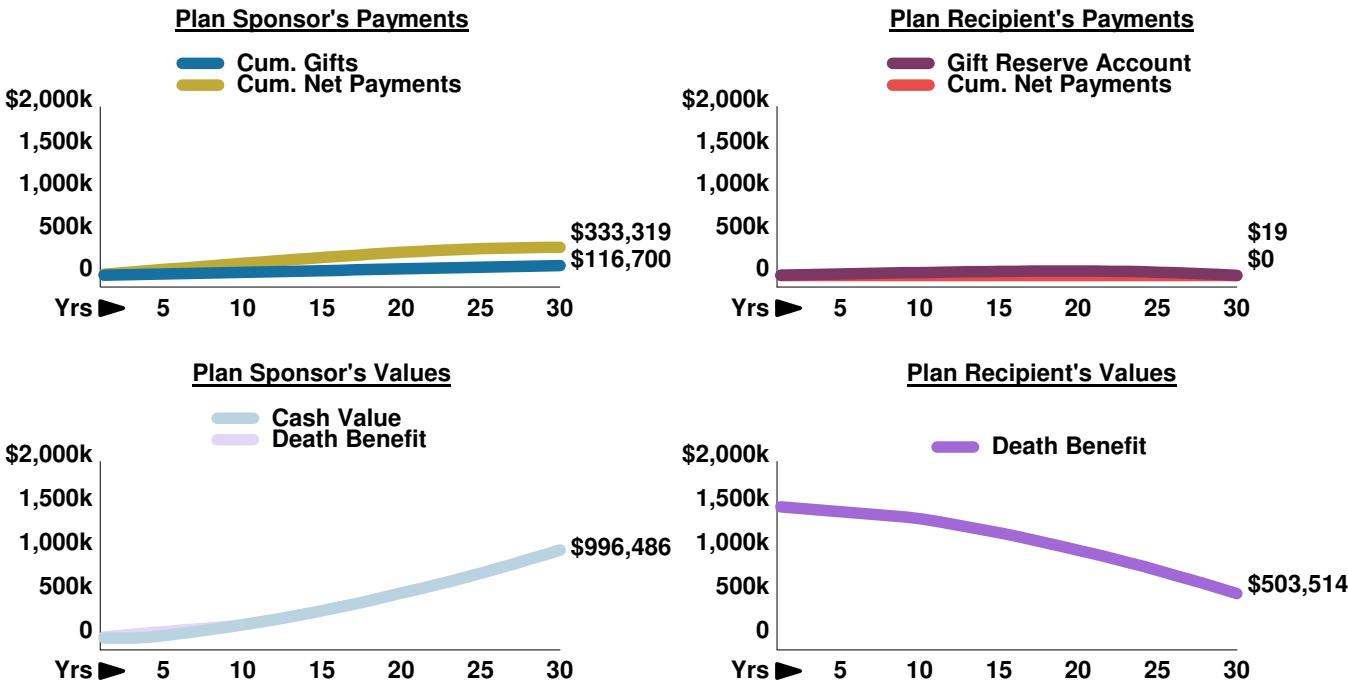 Plan Sponsor's Payments
Cum. Gifts
Cum. Net Payments
$2,000k
1,500k
1,000k
500k
0
$333,319
$116,700
Yrs 5 10 15 20 25 30
Plan Recipient's Payments
Gift Reserve Account
Cum. Net Payments
$2,000k
1,500k
1,000k
500k
0
$19
$0
Yrs 5 10 15 20 25 30
Plan Sponsor's Values
Cash Value
Death Benefit
$2,000k
1,500k
1,000k
500k
0
$996,486
Yrs 5 10 15 20 25 30
Plan Recipient's Values
Death Benefit
$2,000k
1,500k
1,000k
500k
0
$503,514
Yrs 5 10 15 20 25 30